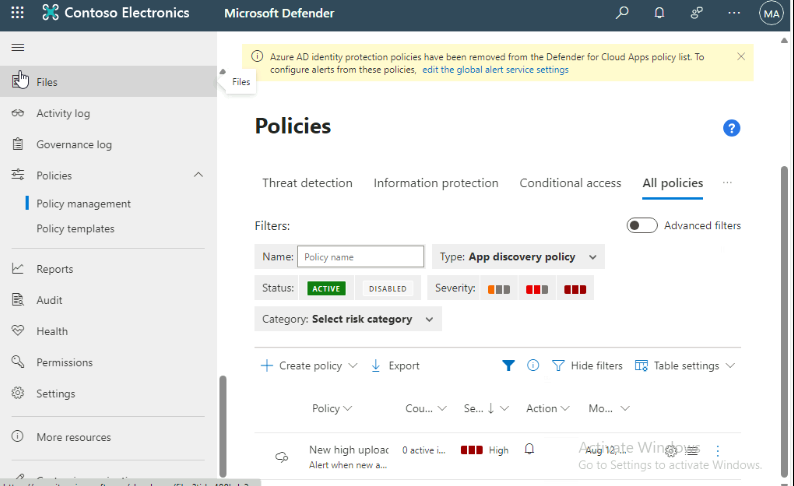 Contoso Electronics Microsoft Defender ... MA
Azure AD identity protection policies have been removed from the Defender for Cloud Apps policy list. To
configure alerts from these policies, edit the global alert service settings
Files
Files
Activity log
Governance log
Policies
Policy management
Policy templates
Reports
Audit
Health
Permissions
Settings
More resources
Policies
?
Threat detection Information protection Conditional access All policies ...
Filters: Advanced filters
Name: Policy name Type: App discovery policy
Status: ACTIVE DISABLED Severity:
Category: Select risk category
Create policy Export Hide filters Table settings
Policy Cou... Se... ↓ Action Mo...
New high upload 0 active i... High Aug 12,...
Alert when new a...
Activate Windows
Go to Settings to activate Windows.